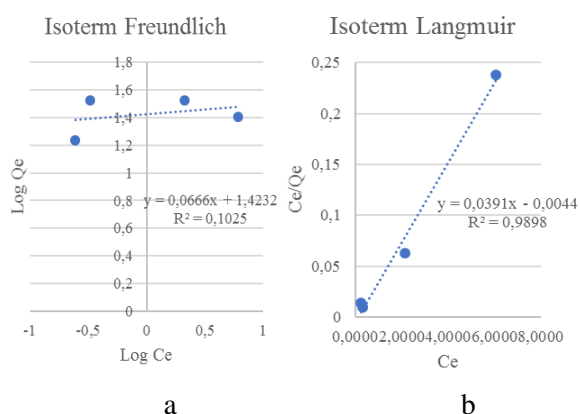 Isoterm Freundlich
Log Qe
1,8
1,6
1,4
1,2
1
0,8
0,6
0,4
0,2
0
y = 0,0666x + 1,4232
R² = 0,1025
-1 -0,5 0 0,5 1
Log Ce
a
Isoterm Langmuir
Ce/Qe
0,25
0,2
0,15
0,1
0,05
0
y = 0,0391x - 0,0044
R² = 0,9898
0,00002,00004,00006,00008,0000
Ce
b